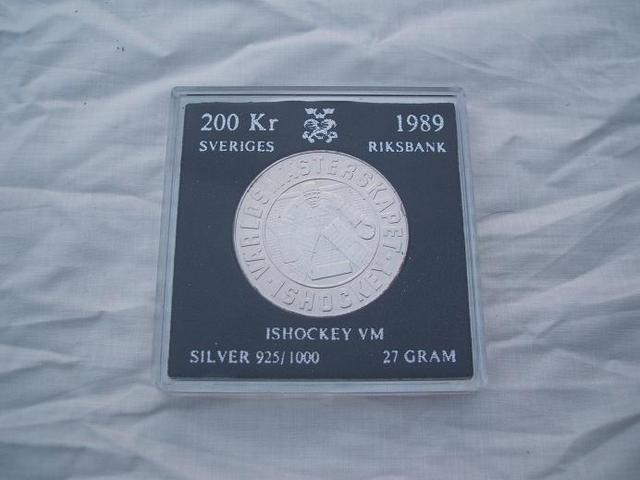 200 Kr 1989
SVERIGES RIKSBANK
VÄRLDSMÄSTERSKAPET
ISHOCKEY
ISHOCKEY VM
SILVER 925/1000 27 GRAM